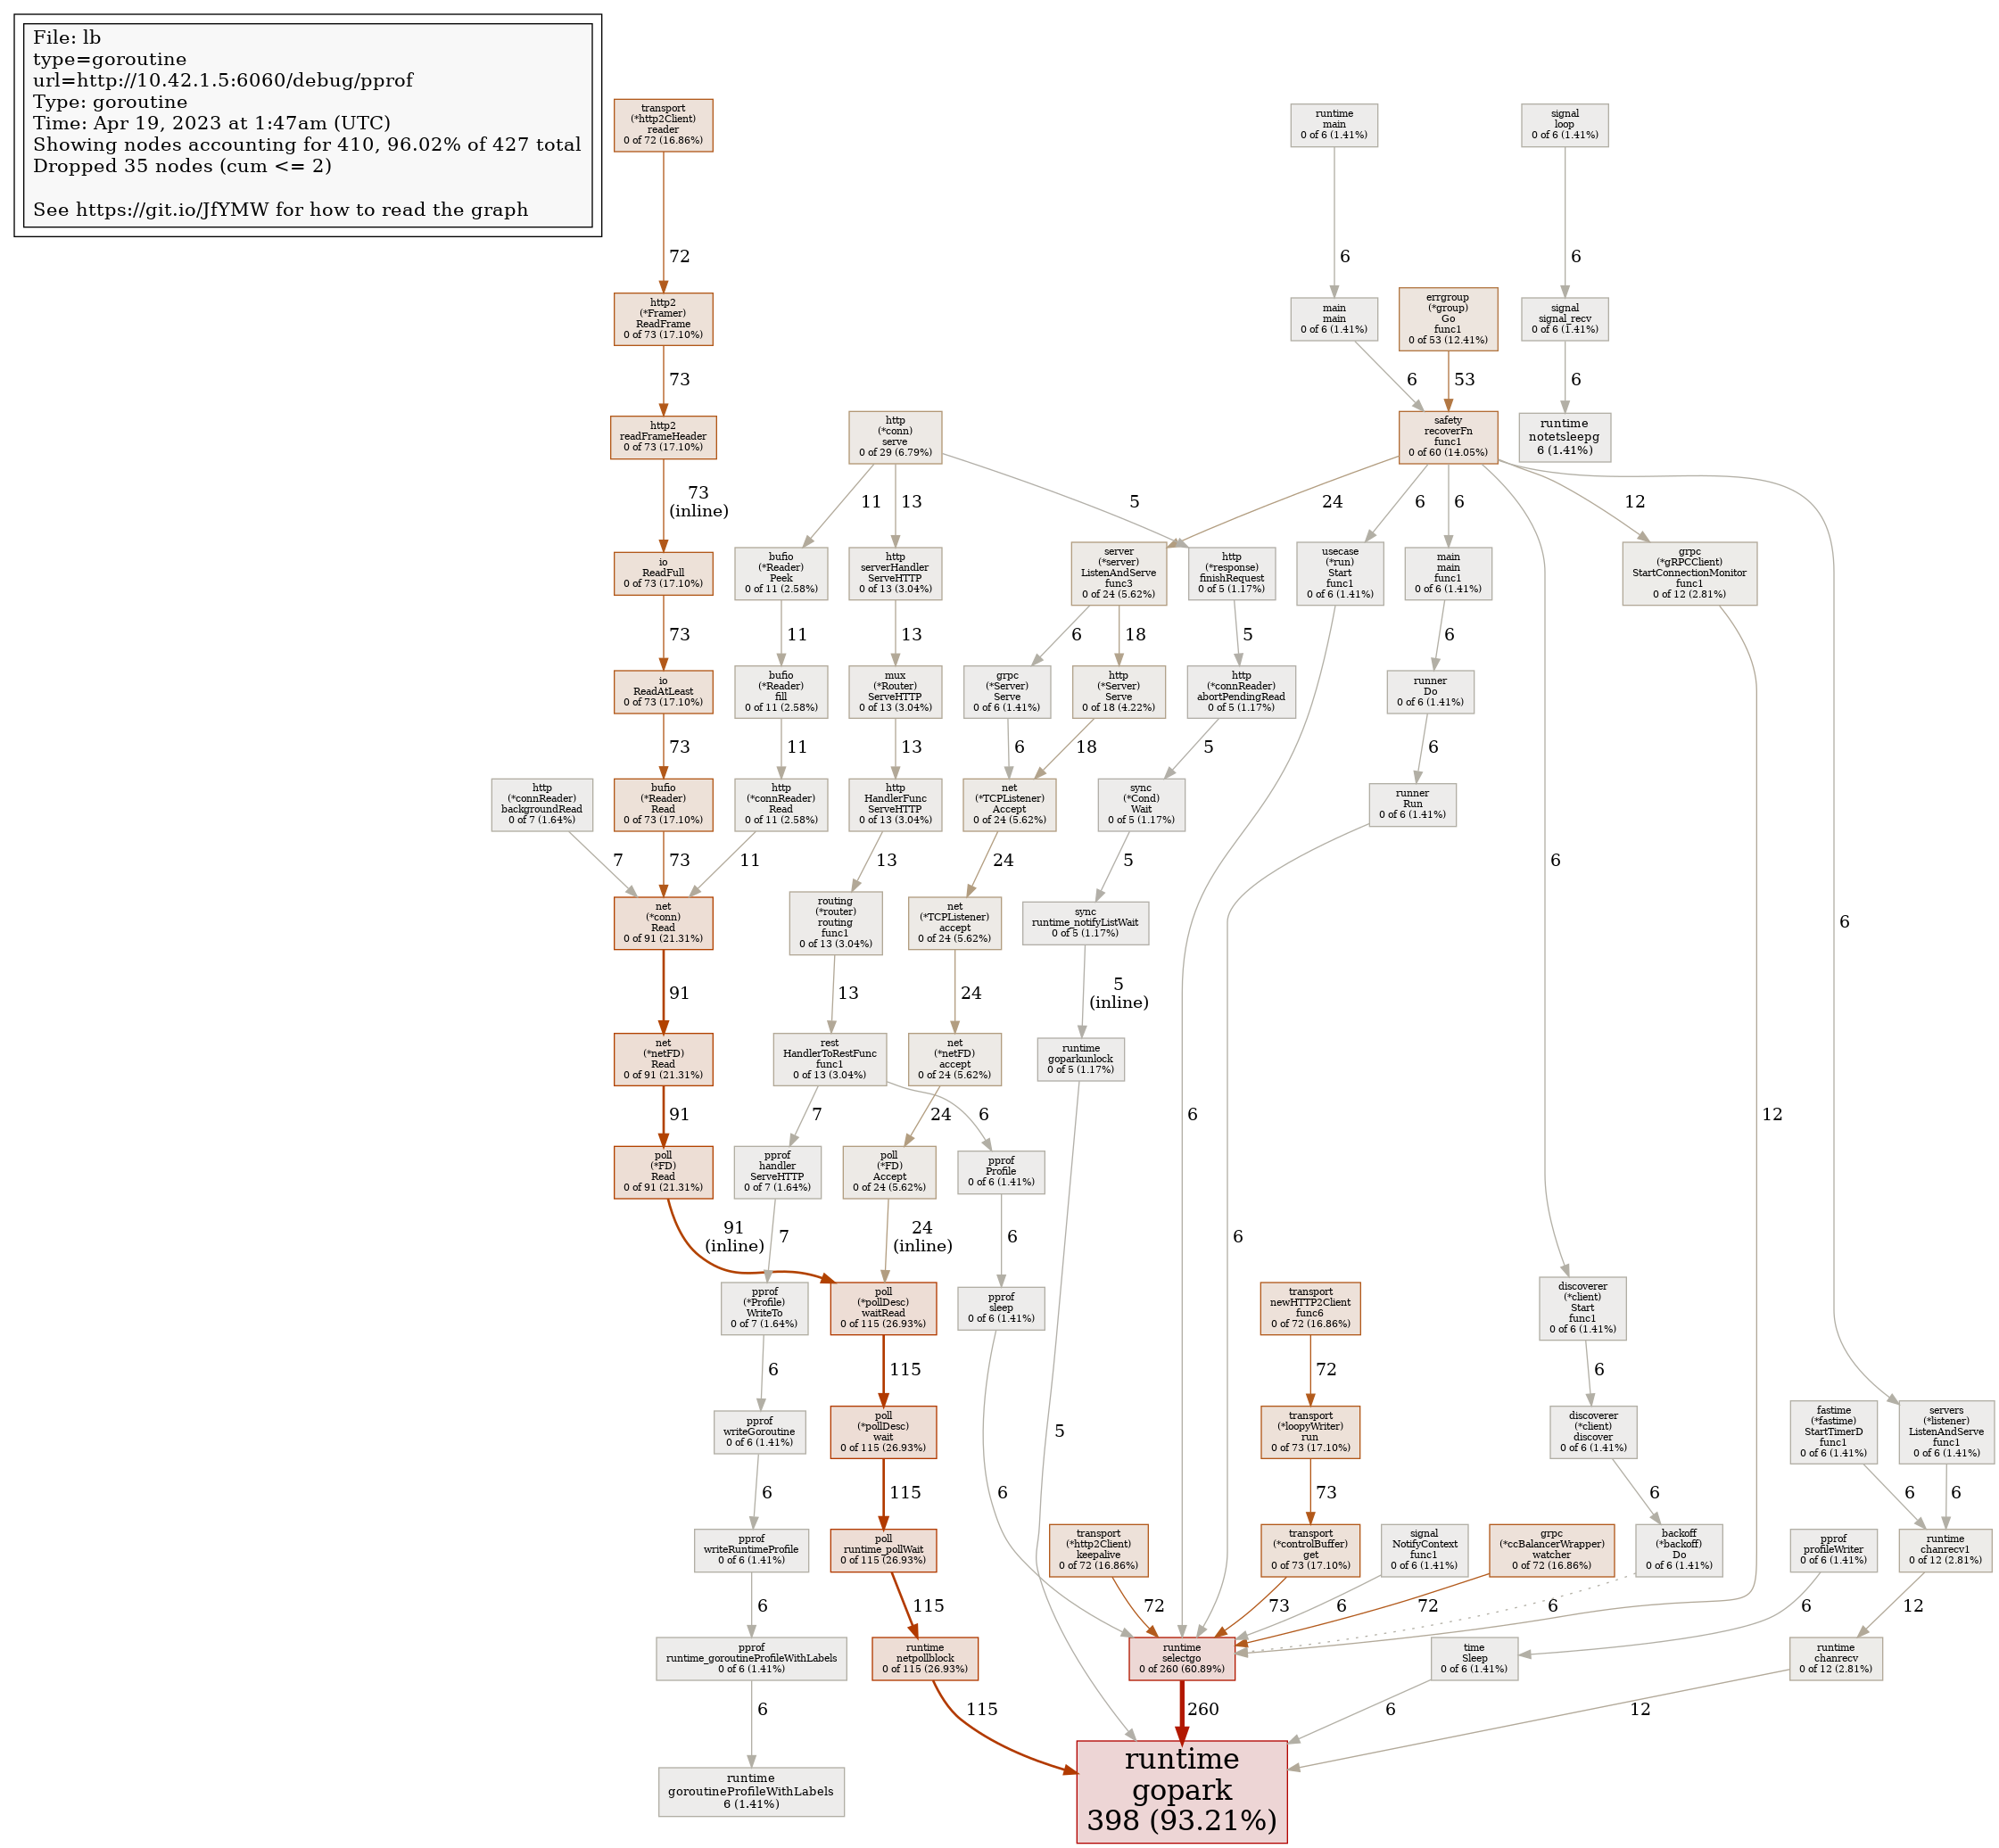 File: lb
type=goroutine
url=http://10.42.1.5:6060/debug/pprof
Type: goroutine
Time: Apr 19, 2023 at 1:47am (UTC)
Showing nodes accounting for 410, 96.02% of 427 total
Dropped 35 nodes (cum <= 2)
See https://git.io/JfYMW for how to read the graph
transport
(*http2Client)
reader
0 of 72 (16.86%)
runtime
main
0 of 6 (1.41%)
signal
loop
0 of 6 (1.41%)
72
6
6
http2
(*Framer)
ReadFrame
0 of 73 (17.10%)
main
main
0 of 6 (1.41%)
errgroup
(*group)
Go
func1
0 of 53 (12.41%)
signal
signal_recv
0 of 6 (1.41%)
73
6
53
6
http2
readFrameHeader
0 of 73 (17.10%)
http
(*conn)
serve
0 of 29 (6.79%)
safety
recoverFn
func1
0 of 60 (14.05%)
runtime
notetsleepg
6 (1.41%)
73
(inline)
11
13
5
24
6
6
12
io
ReadFull
0 of 73 (17.10%)
bufio
(*Reader)
Peek
0 of 11 (2.58%)
http
serverHandler
ServeHTTP
0 of 13 (3.04%)
server
(*server)
ListenAndServe
func3
0 of 24 (5.62%)
http
(*response)
finishRequest
0 of 5 (1.17%)
usecase
(*run)
Start
func1
0 of 6 (1.41%)
main
main
func1
0 of 6 (1.41%)
grpc
(*gRPCClient)
StartConnectionMonitor
func1
0 of 12 (2.81%)
73
11
13
6
18
5
6
io
ReadAtLeast
0 of 73 (17.10%)
bufio
(*Reader)
fill
0 of 11 (2.58%)
mux
(*Router)
ServeHTTP
0 of 13 (3.04%)
grpc
(*Server)
Serve
0 of 6 (1.41%)
http
(*Server)
Serve
0 of 18 (4.22%)
http
(*connReader)
abortPendingRead
0 of 5 (1.17%)
runner
Do
0 of 6 (1.41%)
73
11
13
6
18
5
6
http
(*connReader)
backgroundRead
0 of 7 (1.64%)
bufio
(*Reader)
Read
0 of 73 (17.10%)
http
(*connReader)
Read
0 of 11 (2.58%)
http
HandlerFunc
ServeHTTP
0 of 13 (3.04%)
net
(*TCPListener)
Accept
0 of 24 (5.62%)
sync
(*Cond)
Wait
0 of 5 (1.17%)
runner
Run
0 of 6 (1.41%)
7
73
11
13
24
5
6
net
(*conn)
Read
0 of 91 (21.31%)
routing
(*router)
routing
func1
0 of 13 (3.04%)
net
(*TCPListener)
accept
0 of 24 (5.62%)
sync
runtime_notifyListWait
0 of 5 (1.17%)
6
91
13
24
5
(inline)
net
(*netFD)
Read
0 of 91 (21.31%)
rest
HandlerToRestFunc
func1
0 of 13 (3.04%)
net
(*netFD)
accept
0 of 24 (5.62%)
runtime
goparkunlock
0 of 5 (1.17%)
91
7
24
6
6
12
poll
(*FD)
Read
0 of 91 (21.31%)
pprof
handler
ServeHTTP
0 of 7 (1.64%)
poll
(*FD)
Accept
0 of 24 (5.62%)
pprof
Profile
0 of 6 (1.41%)
91
(inline)
7
24
(inline)
6
6
pprof
(*Profile)
WriteTo
0 of 7 (1.64%)
poll
(*pollDesc)
waitRead
0 of 115 (26.93%)
pprof
sleep
0 of 6 (1.41%)
transport
newHTTP2Client
func6
0 of 72 (16.86%)
discoverer
(*client)
Start
func1
0 of 6 (1.41%)
6
115
72
6
pprof
writeGoroutine
0 of 6 (1.41%)
poll
(*pollDesc)
wait
0 of 115 (26.93%)
transport
(*loopyWriter)
run
0 of 73 (17.10%)
discoverer
(*client)
discover
0 of 6 (1.41%)
fastime
(*fastime)
StartTimerD
func1
0 of 6 (1.41%)
servers
(*listener)
ListenAndServe
func1
0 of 6 (1.41%)
6
115
6
5
73
6
6
6
pprof
writeRuntimeProfile
0 of 6 (1.41%)
poll
runtime_pollWait
0 of 115 (26.93%)
transport
(*http2Client)
keepalive
0 of 72 (16.86%)
transport
(*controlBuffer)
get
0 of 73 (17.10%)
signal
NotifyContext
func1
0 of 6 (1.41%)
grpc
(*ccBalancerWrapper)
watcher
0 of 72 (16.86%)
backoff
(*backoff)
Do
0 of 6 (1.41%)
pprof
profileWriter
0 of 6 (1.41%)
runtime
chanrecv1
0 of 12 (2.81%)
6
115
72
73
6
72
6
6
12
pprof
runtime_goroutineProfileWithLabels
0 of 6 (1.41%)
runtime
netpollblock
0 of 115 (26.93%)
runtime
selectgo
0 of 260 (60.89%)
time
Sleep
0 of 6 (1.41%)
runtime
chanrecv
0 of 12 (2.81%)
6
115
260
6
12
runtime
goroutineProfileWithLabels
6 (1.41%)
runtime
gopark
398 (93.21%)